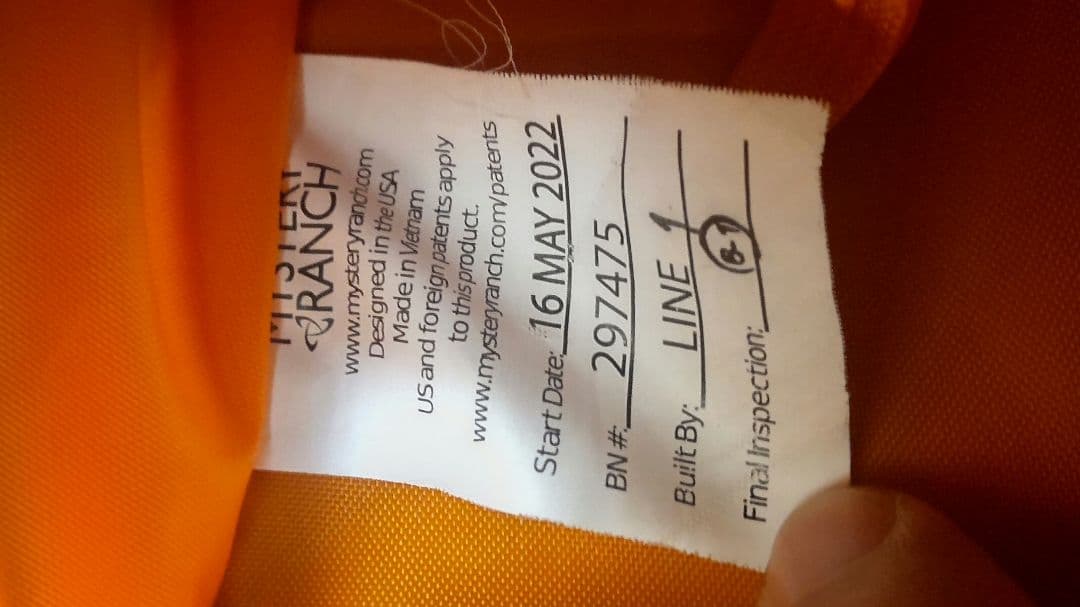 MYSTERY
RANCH
www.mysteryranch.com
Designed in the USA
Made in Vietnam
US and foreign patents apply
to this product.
www.mysteryranch.com/patents
Start Date: 16 MAY 2022
BN#: 297475
Built By: LINE 1
Final Inspection: